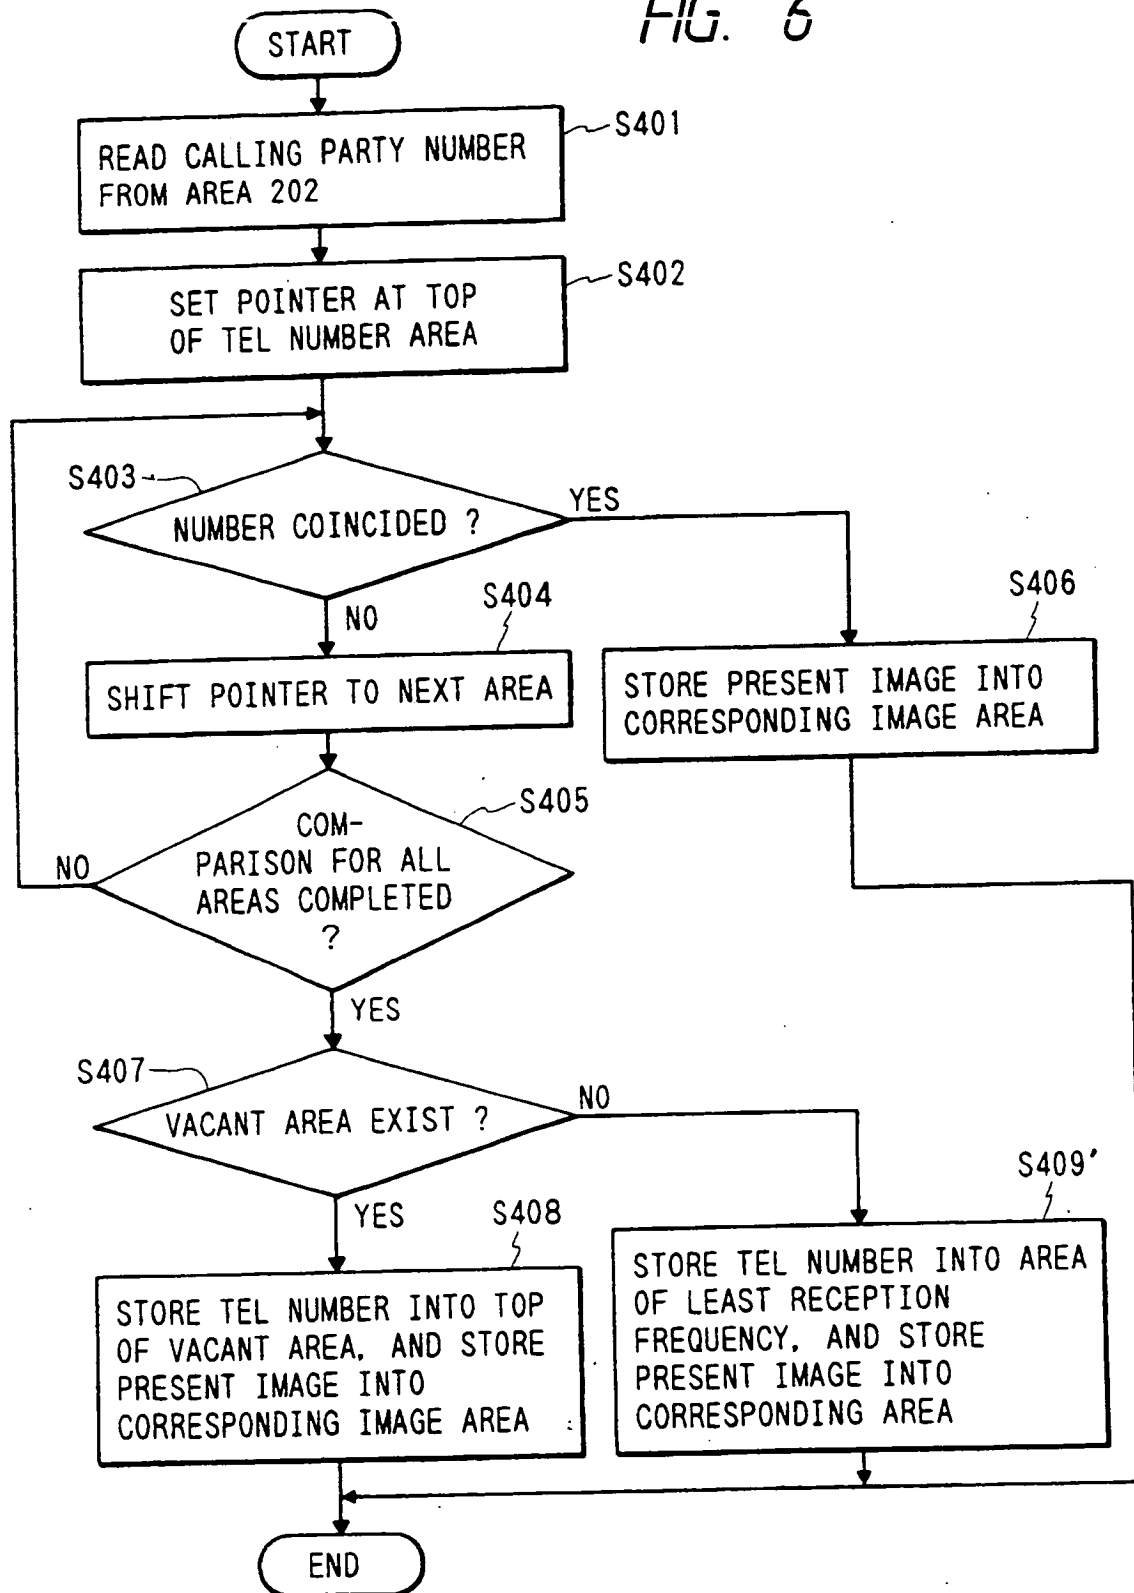 FIG. 6
START
S401
READ CALLING PARTY NUMBER
FROM AREA 202
S402
SET POINTER AT TOP
OF TEL NUMBER AREA
S403
NUMBER COINCIDED ?
YES
NO
S404
SHIFT POINTER TO NEXT AREA
S406
STORE PRESENT IMAGE INTO
CORRESPONDING IMAGE AREA
S405
COM-
PARISON FOR ALL
AREAS COMPLETED
?
NO
YES
S407
VACANT AREA EXIST ?
NO
YES
S408
STORE TEL NUMBER INTO TOP
OF VACANT AREA, AND STORE
PRESENT IMAGE INTO
CORRESPONDING IMAGE AREA
S409'
STORE TEL NUMBER INTO AREA
OF LEAST RECEPTION
FREQUENCY, AND STORE
PRESENT IMAGE INTO
CORRESPONDING AREA
END